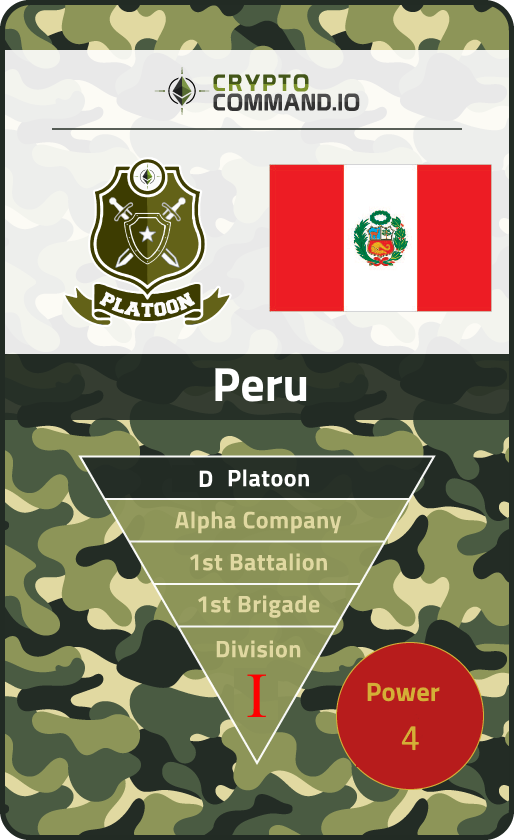 CRYPTO
COMMAND.IO
PLATOON
Peru
D Platoon
Alpha Company
1st Battalion
1st Brigade
Division
I
Power
4